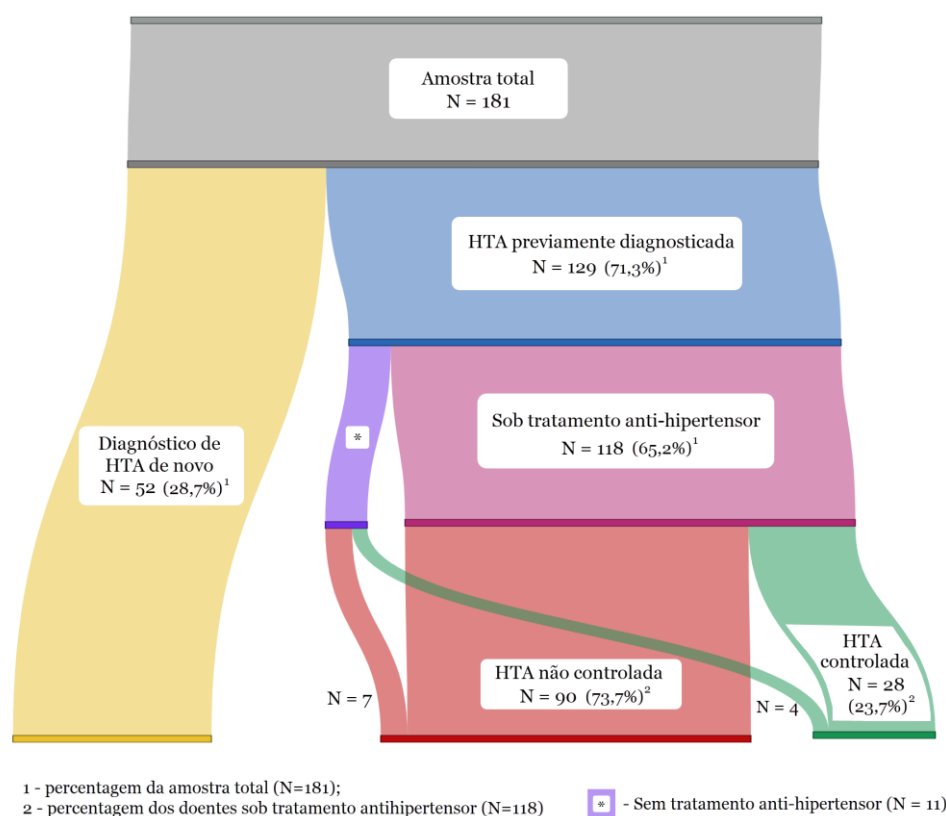 Amostra total
N = 181
HTA previamente diagnosticada
N = 129 (71,3%)¹
*
Sob tratamento anti-hipertensor
N = 118 (65,2%)¹
Diagnóstico de
HTA de novo
N = 52 (28,7%)¹
N = 7
HTA não controlada
N = 90 (73,7%)²
N = 4
HTA
controlada
N = 28
(23,7%)²
1 - percentagem da amostra total (N=181);
2 - percentagem dos doentes sob tratamento antihipertensor (N=118)
* - Sem tratamento anti-hipertensor (N = 11)